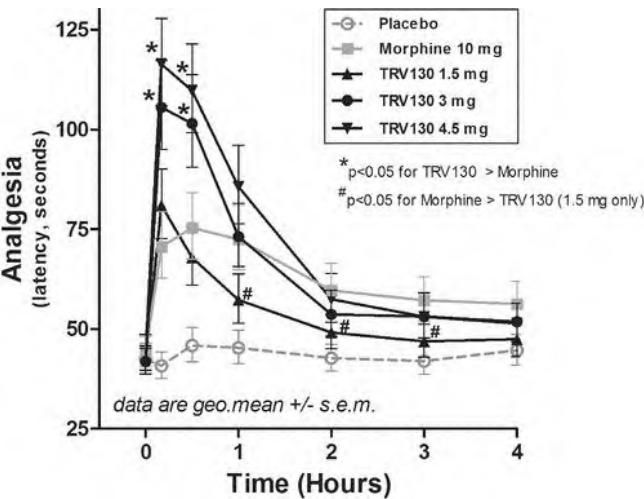 Analgesia
(latency, seconds)
125
100
75
50
25
Placebo
Morphine 10 mg
TRV130 1.5 mg
TRV130 3 mg
TRV130 4.5 mg
*p<0.05 for TRV130 > Morphine
#p<0.05 for Morphine > TRV130 (1.5 mg only)
* *
* *
# # #
data are geo.mean +/- s.e.m.
0 1 2 3 4
Time (Hours)